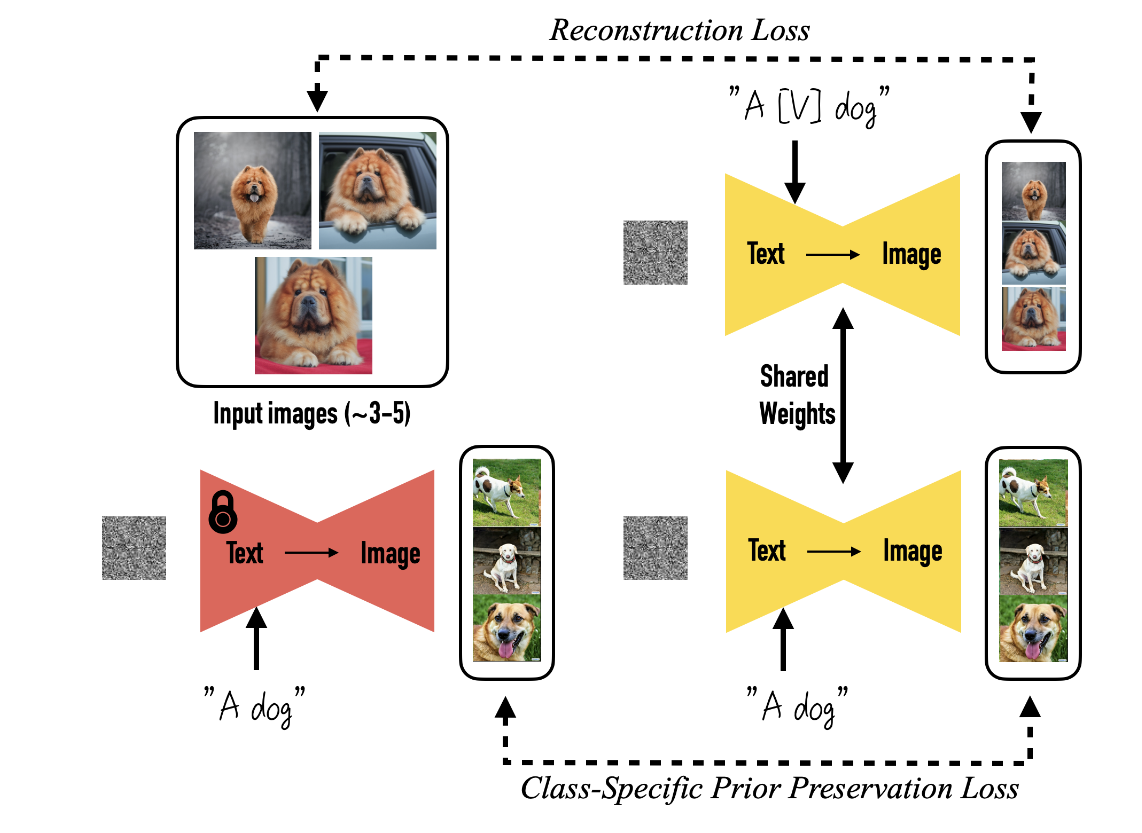 Reconstruction Loss
"A [V] dog"
Text
Image
Shared
Weights
Input images (~3–5)
Text
Image
Text
Image
"A dog"
"A dog"
Class-Specific Prior Preservation Loss